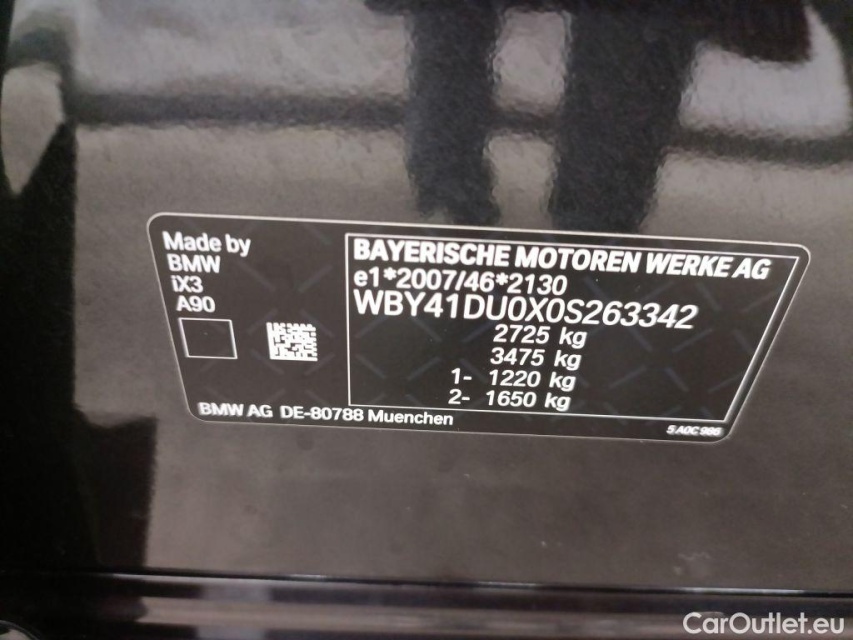 Made by
BMW
iX3
A90
BMW AG DE-80788 Muenchen
BAYERISCHE MOTOREN WERKE AG
e1*2007/46*2130
WBY41DU0X0S263342
2725 kg
3475 kg
1- 1220 kg
2- 1650 kg
5 A0C 986
CarOutlet.eu